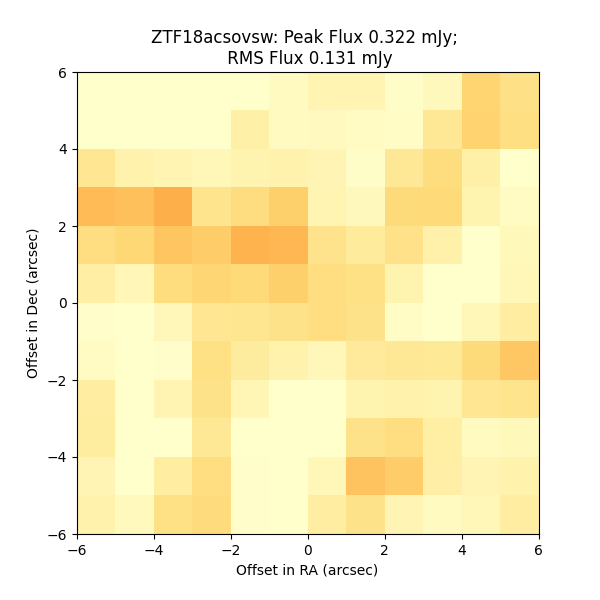 ZTF18acsovsw: Peak Flux 0.322 mJy;
RMS Flux 0.131 mJy
6
4
2
0
−2
−4
−6
Offset in Dec (arcsec)
−6 −4 −2 0 2 4 6
Offset in RA (arcsec)